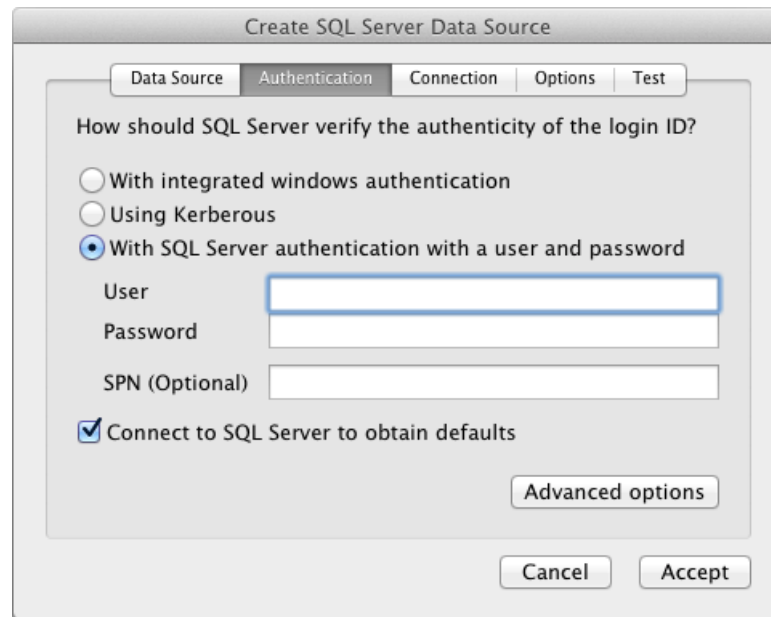 Create SQL Server Data Source
Data Source Authentication Connection Options Test
How should SQL Server verify the authenticity of the login ID?
With integrated windows authentication
Using Kerberous
With SQL Server authentication with a user and password
User
Password
SPN (Optional)
Connect to SQL Server to obtain defaults
Advanced options
Cancel Accept